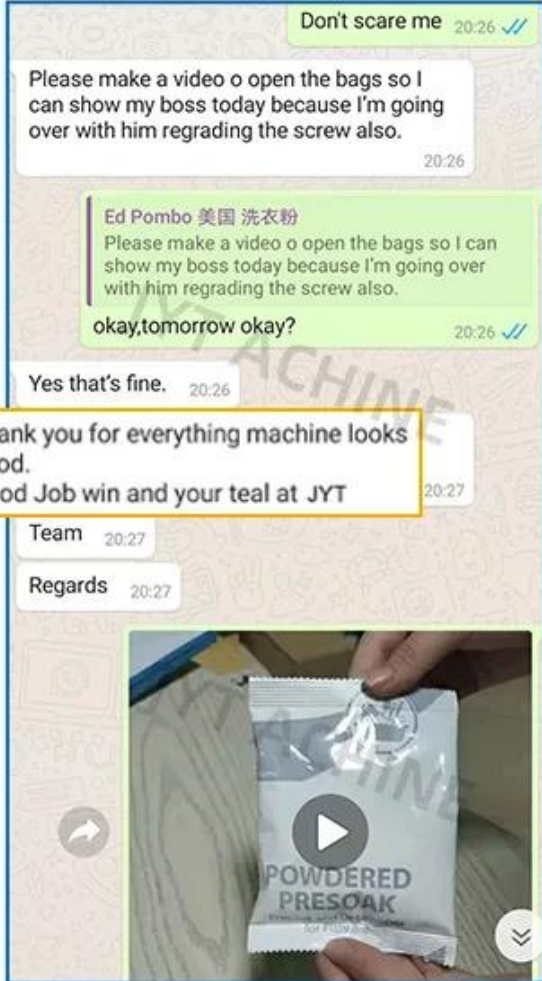 Don't scare me 20:26
Please make a video o open the bags so I
can show my boss today because I'm going
over with him regrading the screw also.
20:26
Ed Pombo 美国 洗衣粉
Please make a video o open the bags so I can
show my boss today because I'm going over
with him regrading the screw also.
okay,tomorrow okay? 20:26
Yes that's fine. 20:26
ank you for everything machine looks
od.
od Job win and your teal at JYT
20:27
Team 20:27
Regards 20:27
JYT ACHINE
JYT ACHINE
POWDERED
PRESOAK